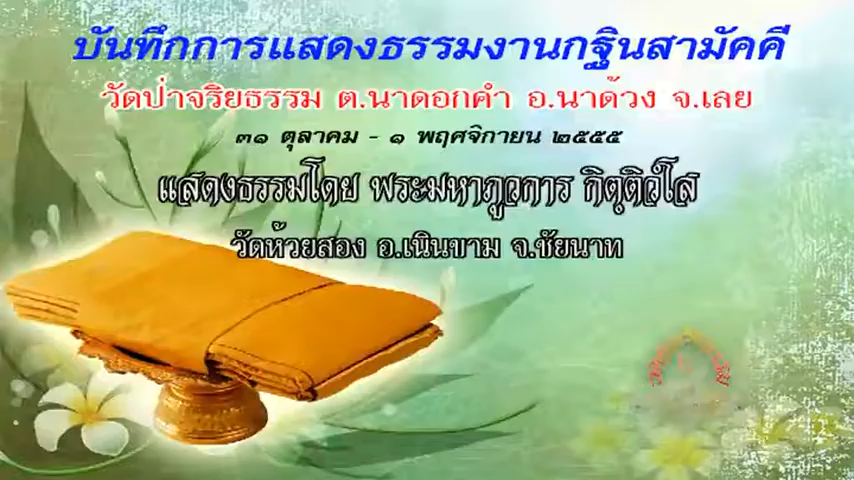 บันทึกการแสดงธรรมงานกฐินสามัคคี
วัดป่าจริยธรรม ต.นาดอกคำ อ.นาด้วง จ.เลย
๓๑ ตุลาคม - ๑ พฤศจิกายน ๒๕๕๕
แสดงธรรมโดย พระมหาภูวการ กิตฺติวํโส
วัดห้วยสอง อ.เนินขาม จ.ชัยนาท